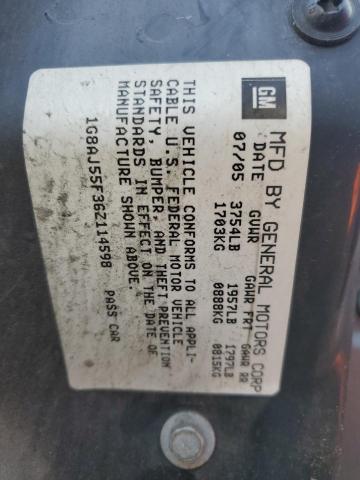 GM
MFD BY GENERAL MOTORS CORP
DATE GVWR GAWR FRT GAWR RR
07/05 3754LB 1957LB 1797LB
1703KG 0888KG 0815KG
THIS VEHICLE CONFORMS TO ALL APPLI-
CABLE U.S. FEDERAL MOTOR VEHICLE
SAFETY, BUMPER, AND THEFT PREVENTION
STANDARDS IN EFFECT ON THE DATE OF
MANUFACTURE SHOWN ABOVE.
1G8AJ55F36Z114598 PASS CAR